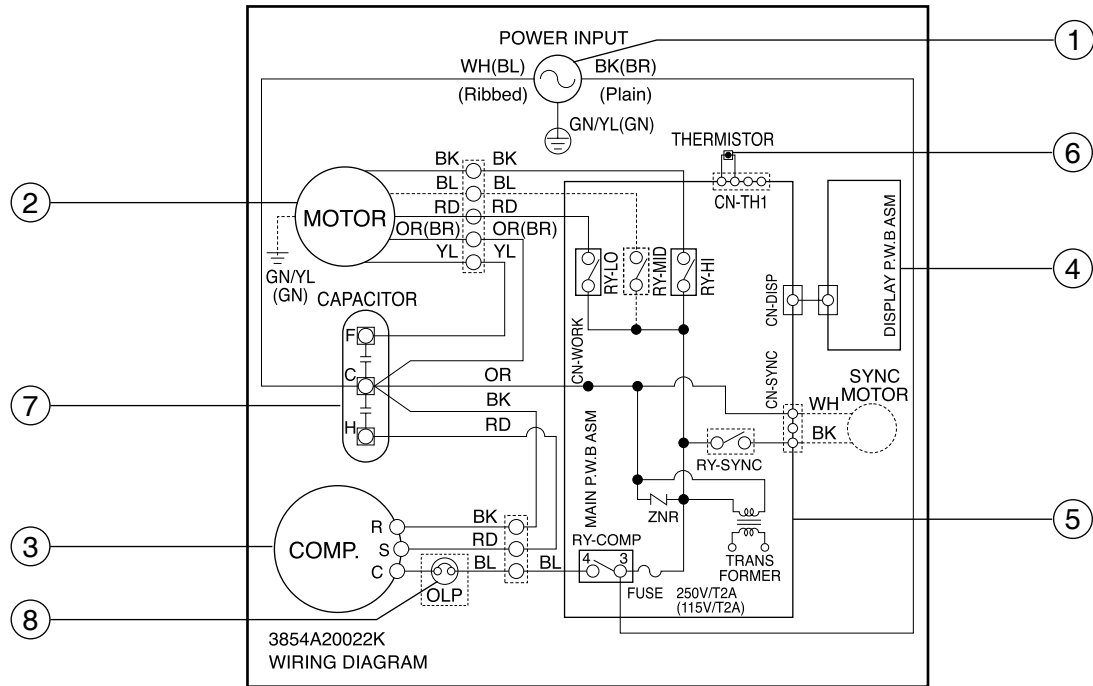 POWER INPUT
1
WH(BL)
BK(BR)
(Ribbed)
(Plain)
GN/YL(GN)
THERMISTOR
6
CN-TH1
2
MOTOR
BK
BK
BL
BL
RD
RD
OR(BR)
OR(BR)
YL
YL
GN/YL
(GN)
RY-LO
RY-MID
RY-HI
CN-DISP
DISPLAY P.W.B ASM
4
CAPACITOR
F
C
H
7
OR
BK
RD
CN-WORK
CN-SYNC
SYNC
MOTOR
WH
BK
RY-SYNC
MAIN P.W.B ASM
ZNR
TRANS
FORMER
5
3
COMP.
R
S
C
BK
RD
BL
BL
OLP
8
RY-COMP
4
3
FUSE
250V/T2A
(115V/T2A)
3854A20022K
WIRING DIAGRAM